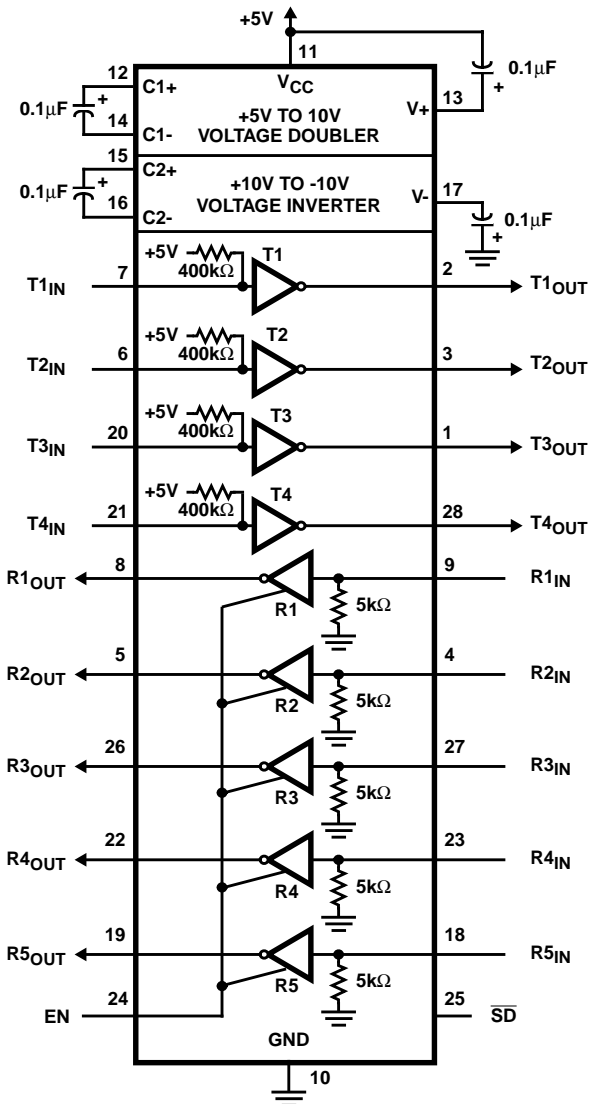 +5V
11
12
C1+
VCC
0.1μF
+
0.1μF
+
13
V+
+5V TO 10V
VOLTAGE DOUBLER
14
C1-
15
C2+
0.1μF
+
16
C2-
+10V TO -10V
VOLTAGE INVERTER
17
V-
0.1μF
+
+5V
400kΩ
T1
T1IN
7
2
T1OUT
+5V
400kΩ
T2
T2IN
6
3
T2OUT
+5V
400kΩ
T3
T3IN
20
1
T3OUT
+5V
400kΩ
T4
T4IN
21
28
T4OUT
R1OUT
8
9
R1IN
R1
5kΩ
R2OUT
5
4
R2IN
R2
5kΩ
R3OUT
26
27
R3IN
R3
5kΩ
R4OUT
22
23
R4IN
R4
5kΩ
R5OUT
19
18
R5IN
R5
5kΩ
EN
24
25
SD
GND
10